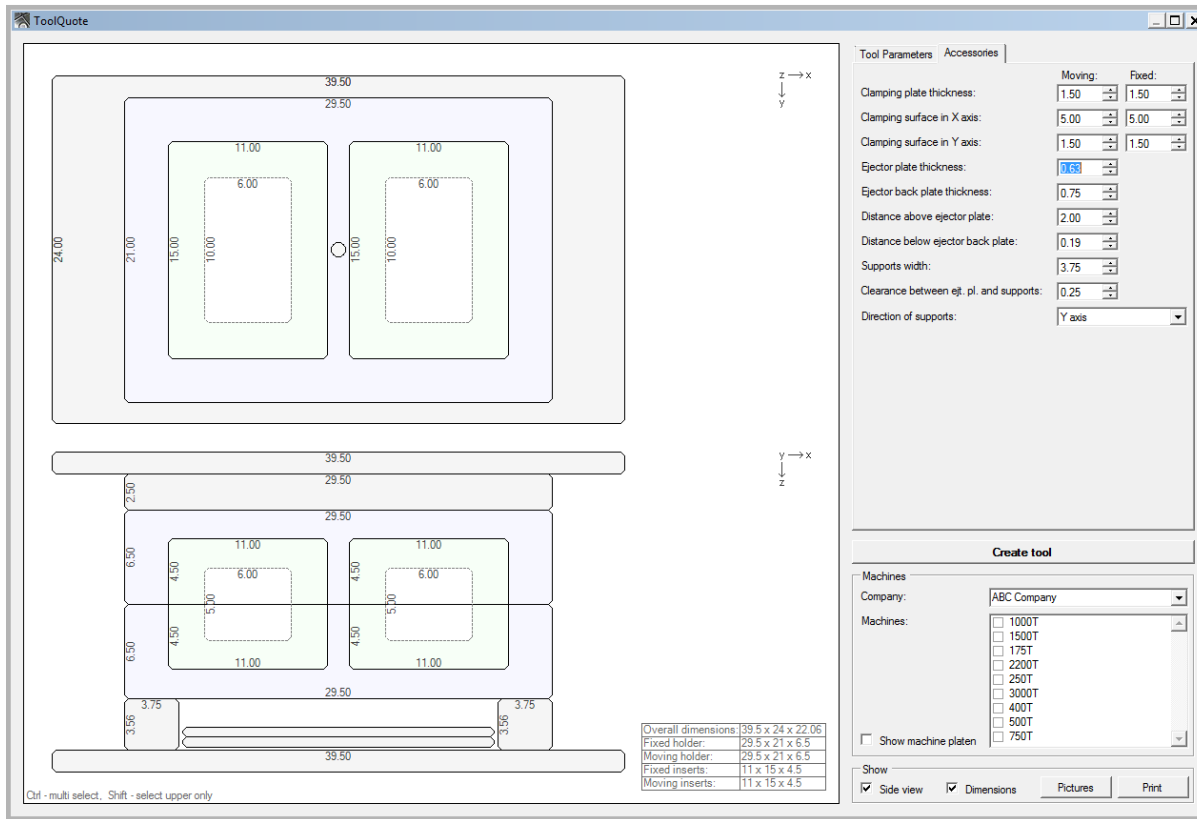 ToolQuote
39.50
29.50
11.00 11.00
6.00 6.00
24.00 21.00 15.00 10.00 15.00 10.00
z x
y
39.50
29.50
2.50
29.50
11.00 11.00
6.00 6.00
6.50 4.50 4.50
5.00 5.00
6.50 4.50 4.50
11.00 11.00
29.50
3.75 3.75
3.56 3.56
39.50
y x
z
Overall dimensions: 39.5 x 24 x 22.06
Fixed holder: 29.5 x 21 x 6.5
Moving holder: 29.5 x 21 x 6.5
Fixed inserts: 11 x 15 x 4.5
Moving inserts: 11 x 15 x 4.5
Ctrl - multi select, Shift - select upper only
Tool Parameters Accessories
Moving: Fixed:
Clamping plate thickness: 1.50 1.50
Clamping surface in X axis: 5.00 5.00
Clamping surface in Y axis: 1.50 1.50
Ejector plate thickness: 0.63
Ejector back plate thickness: 0.75
Distance above ejector plate: 2.00
Distance below ejector back plate: 0.19
Supports width: 3.75
Clearance between ejt. pl. and supports: 0.25
Direction of supports: Y axis
Create tool
Machines
Company: ABC Company
Machines: 1000T
1500T
175T
2200T
250T
3000T
400T
500T
750T
Show machine platen
Show
Side view Dimensions Pictures Print